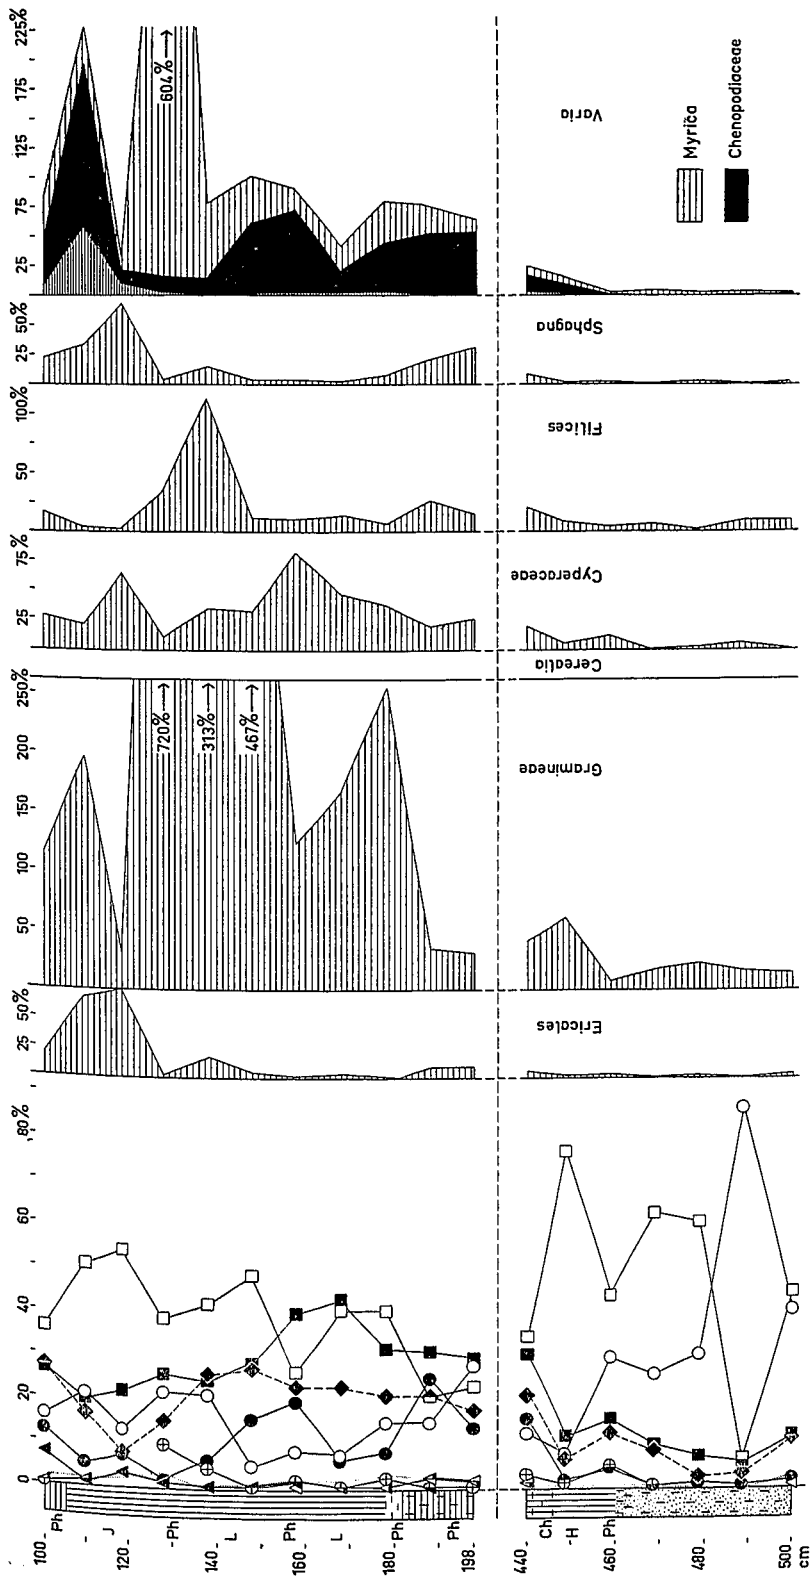 225%
175
125
75
25
604%→
Varia
Myrica
Chenopodiaceae
50%
25
Sphagna
100%
50
Filices
75%
25
Cyperaceae
Cerealia
250%
200
150
100
50
720%→
313%→
467%→
Gramineae
50%
25
Ericales
80%
60
40
20
0
Ph
J
Ph
L
Ph
L
Ph
Ph
Ch
H
Ph
100
120
140
160
180
198
440
460
480
500
cm